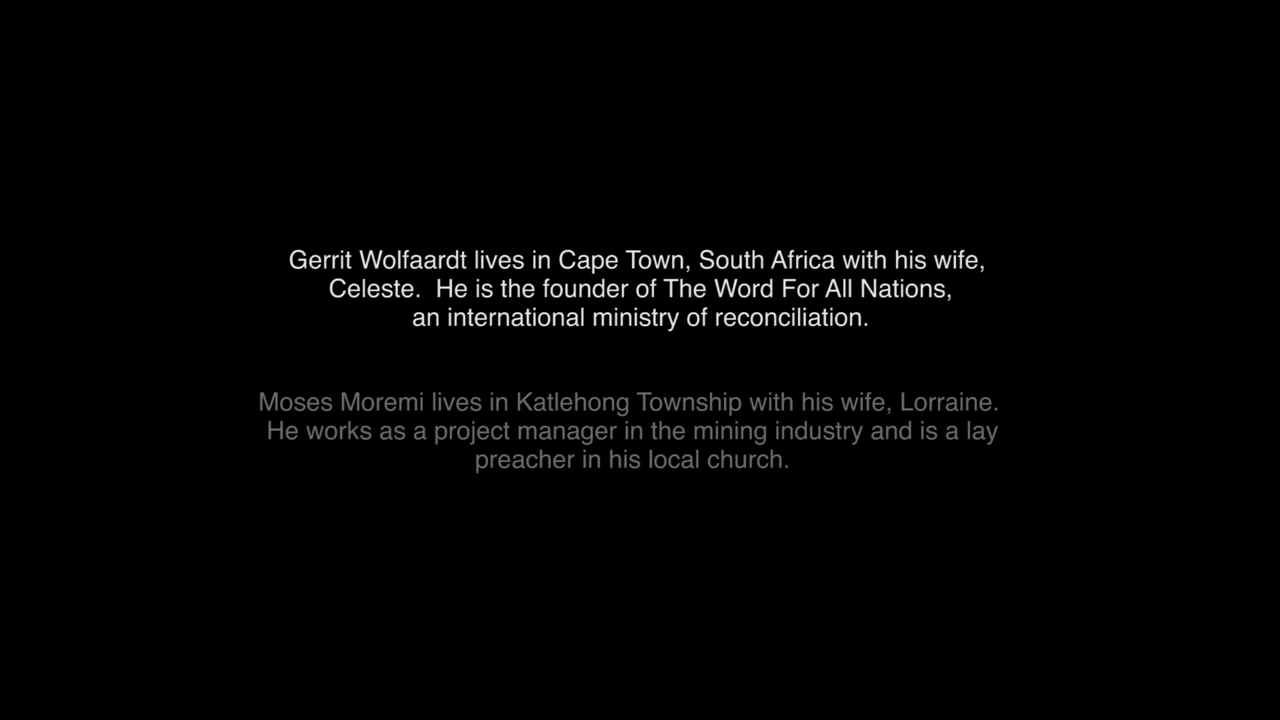 Gerrit Wolfaardt lives in Cape Town, South Africa with his wife,
Celeste.  He is the founder of The Word For All Nations,
an international ministry of reconciliation.
Moses Moremi lives in Katlehong Township with his wife, Lorraine.
He works as a project manager in the mining industry and is a lay
preacher in his local church.